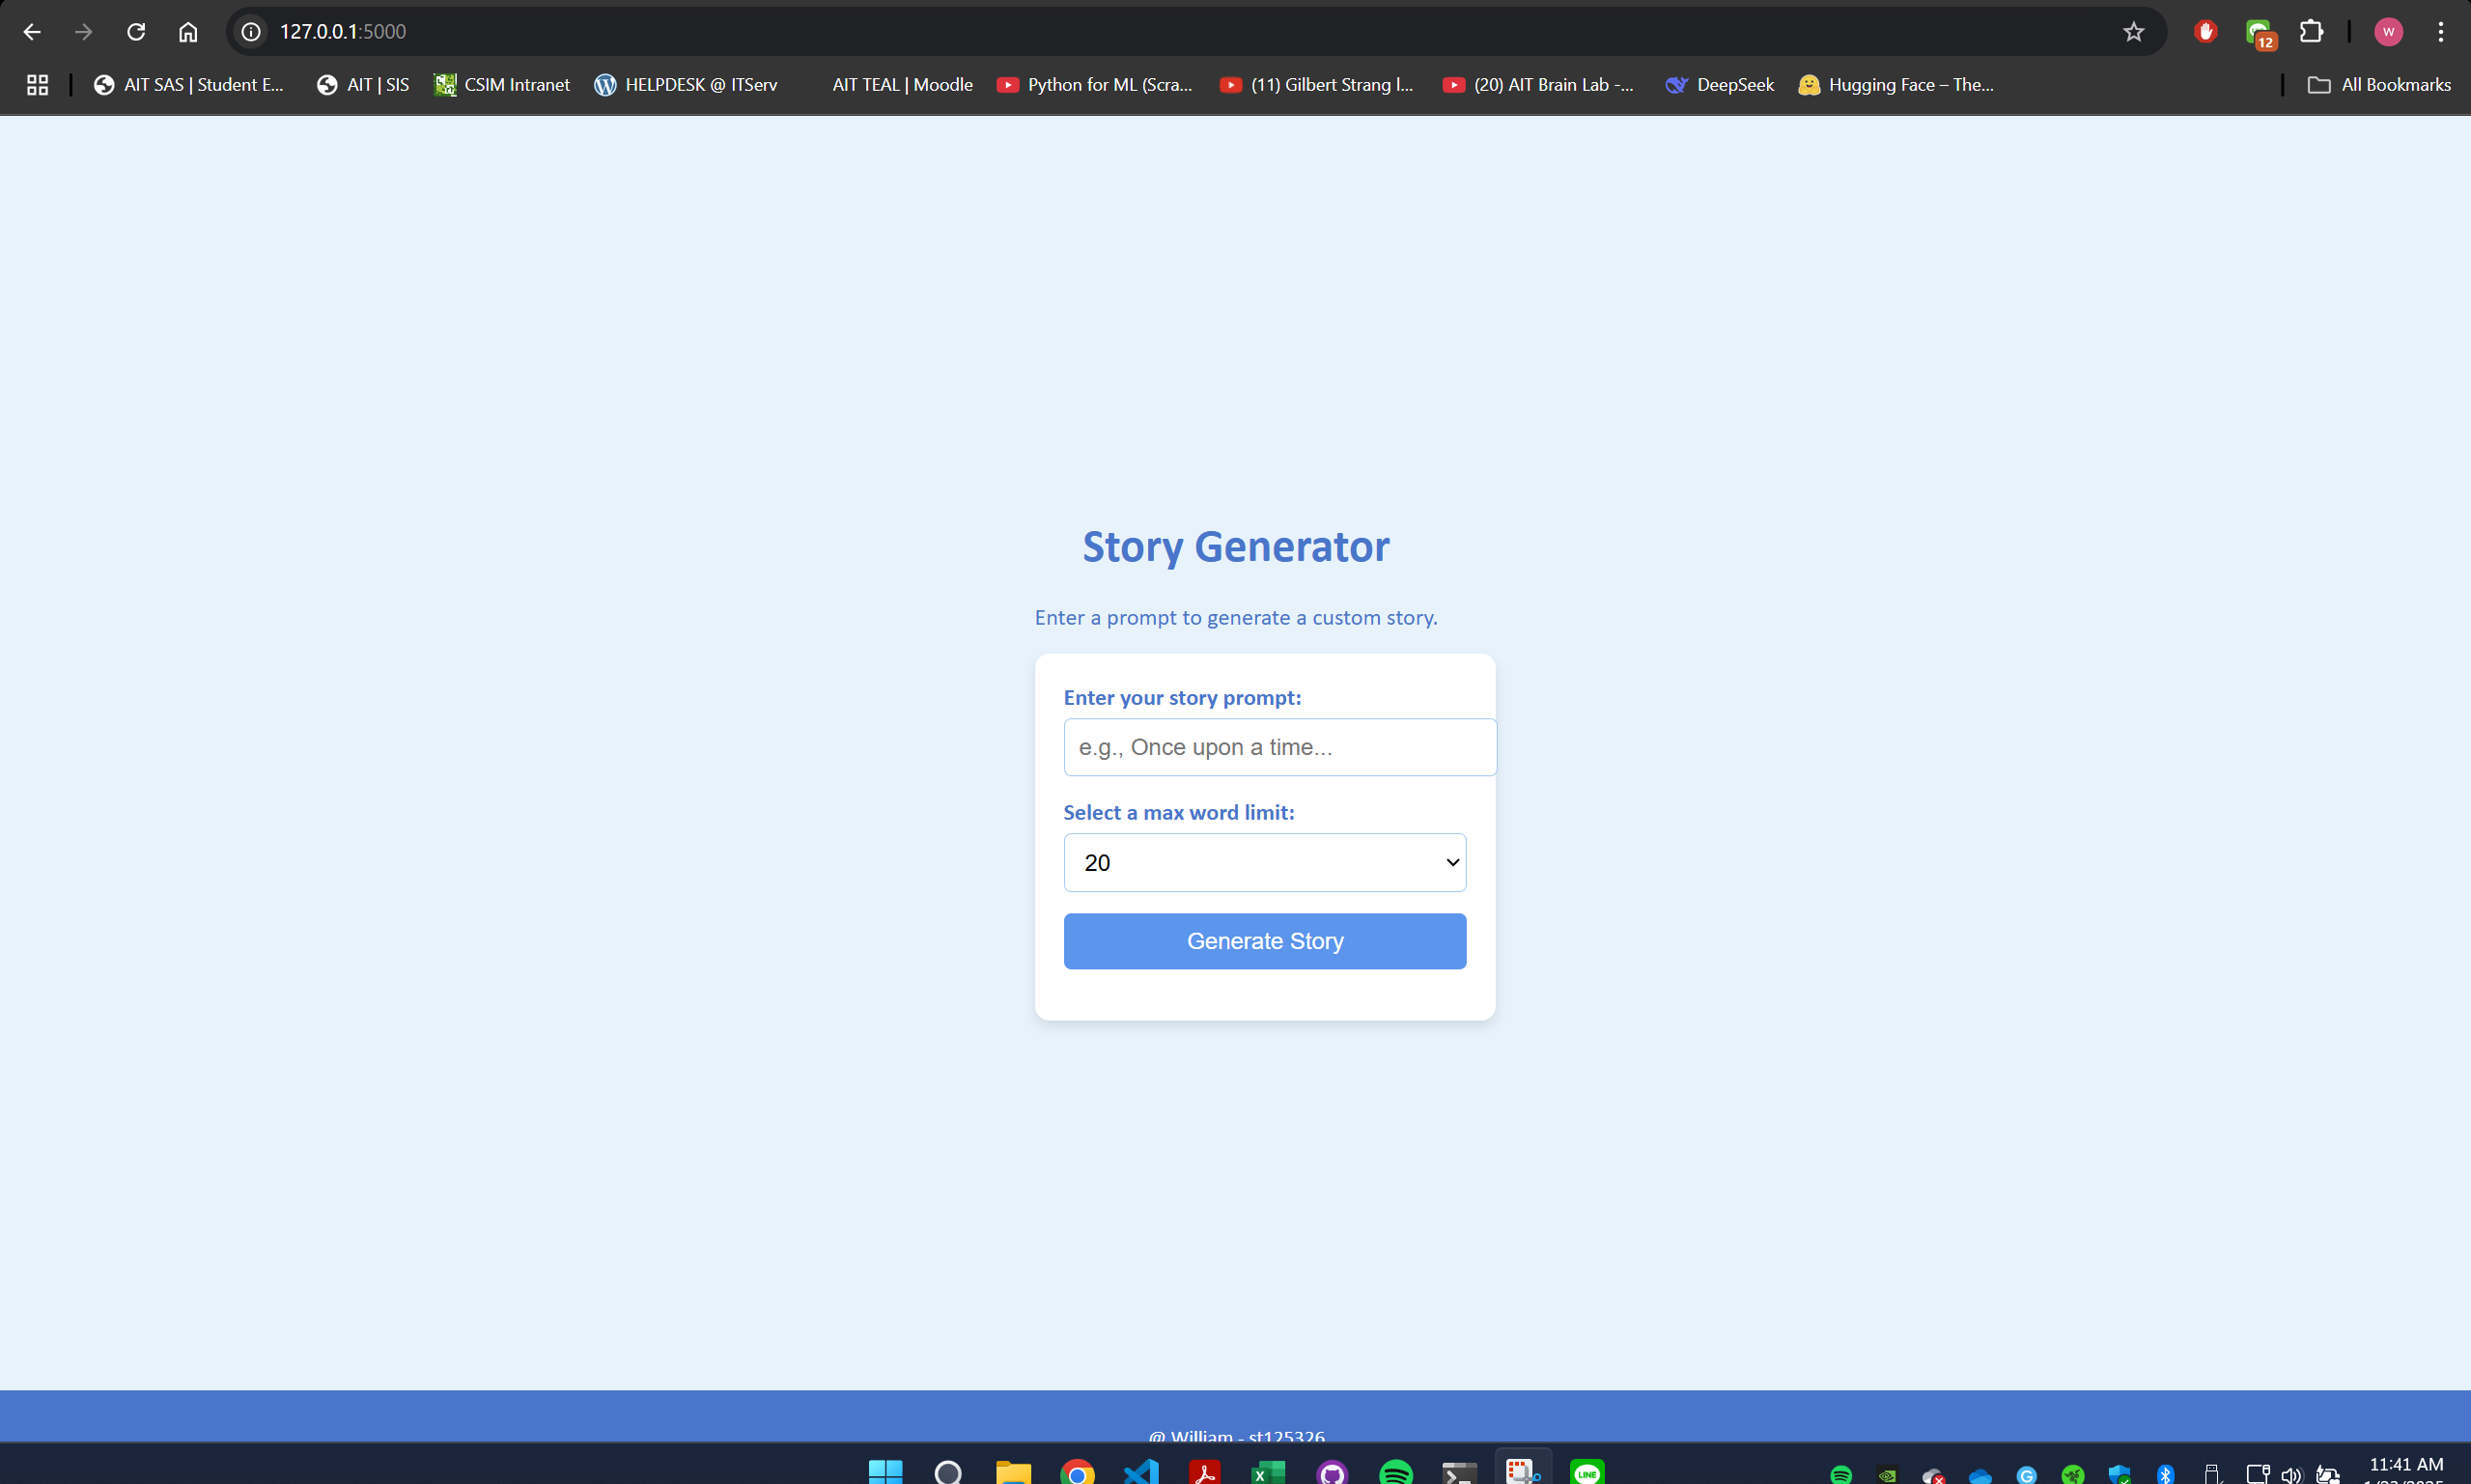 127.0.0.1:5000
12
W
AIT SAS | Student E...
AIT | SIS
CSIM Intranet
HELPDESK @ ITServ
AIT TEAL | Moodle
Python for ML (Scra...
(11) Gilbert Strang l...
(20) AIT Brain Lab -...
DeepSeek
Hugging Face – The...
All Bookmarks
Story Generator
Enter a prompt to generate a custom story.
Enter your story prompt:
e.g., Once upon a time...
Select a max word limit:
20
Generate Story
@ William - st125326
LINE
11:41 AM